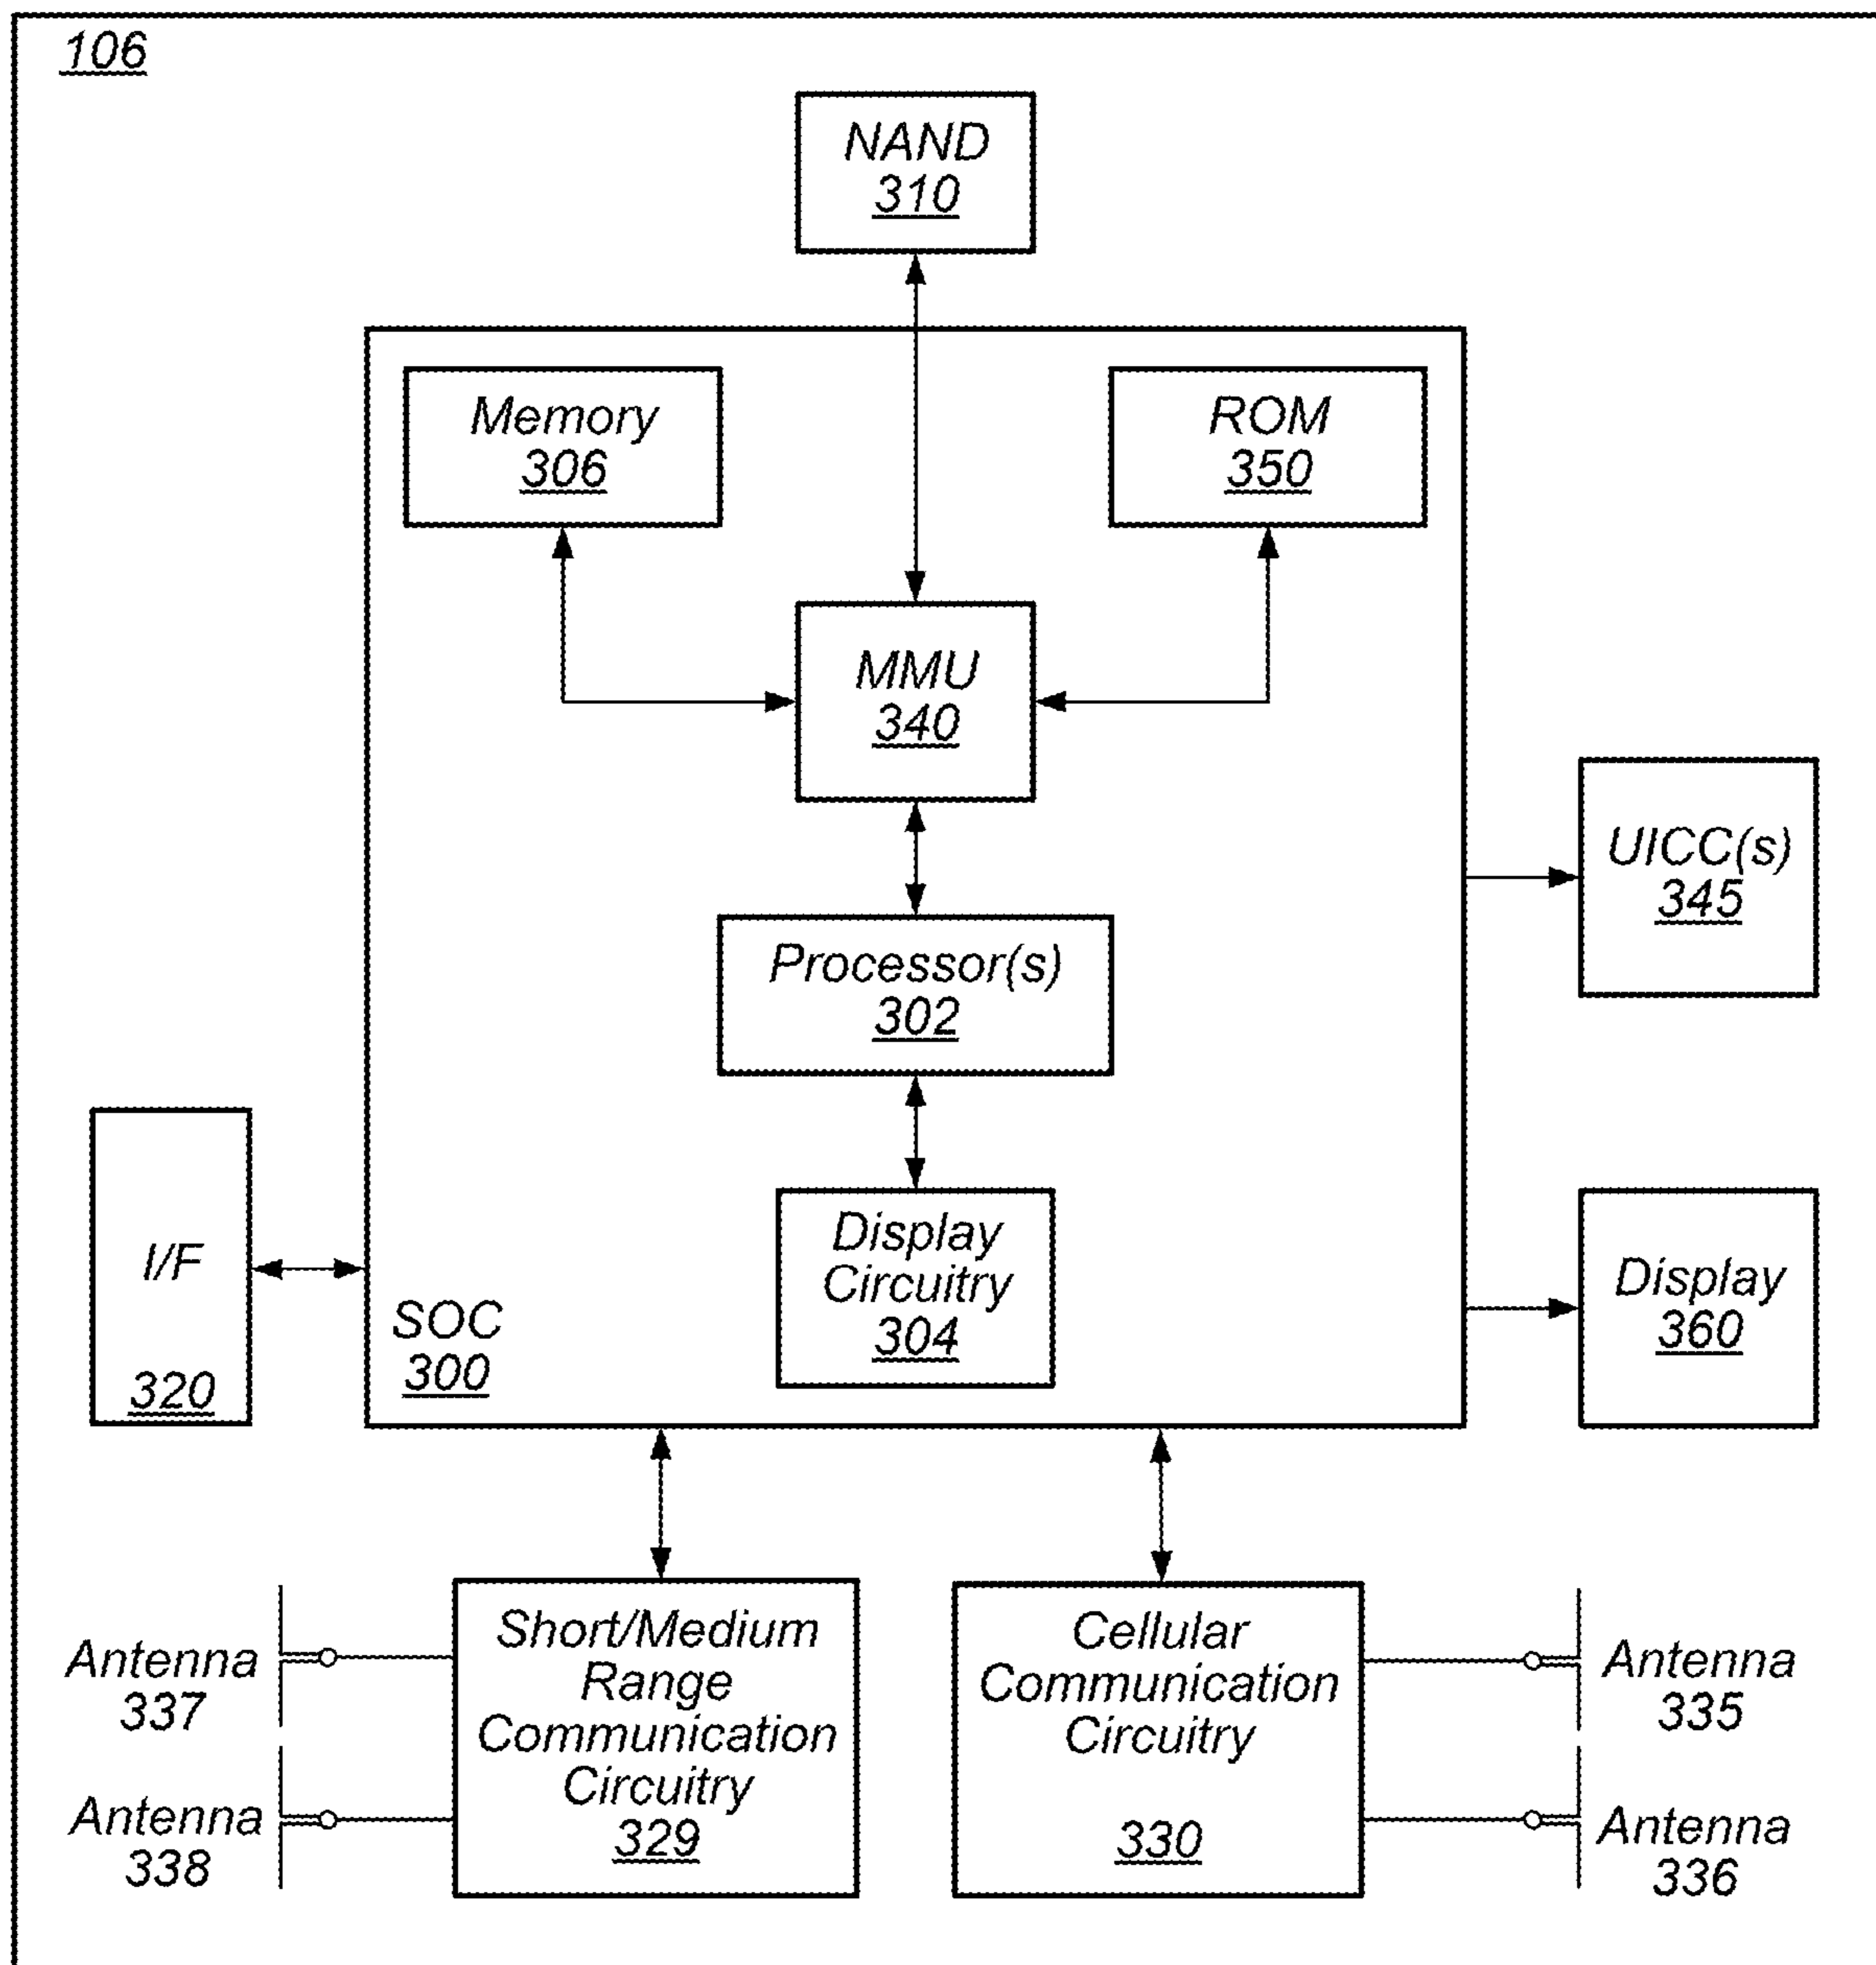 106
NAND
310
Memory
306
ROM
350
MMU
340
UICC(s)
345
Processor(s)
302
I/F
320
Display
Circuitry
304
SOC
300
Display
360
Short/Medium
Range
Communication
Circuitry
329
Cellular
Communication
Circuitry
330
Antenna
337
Antenna
338
Antenna
335
Antenna
336